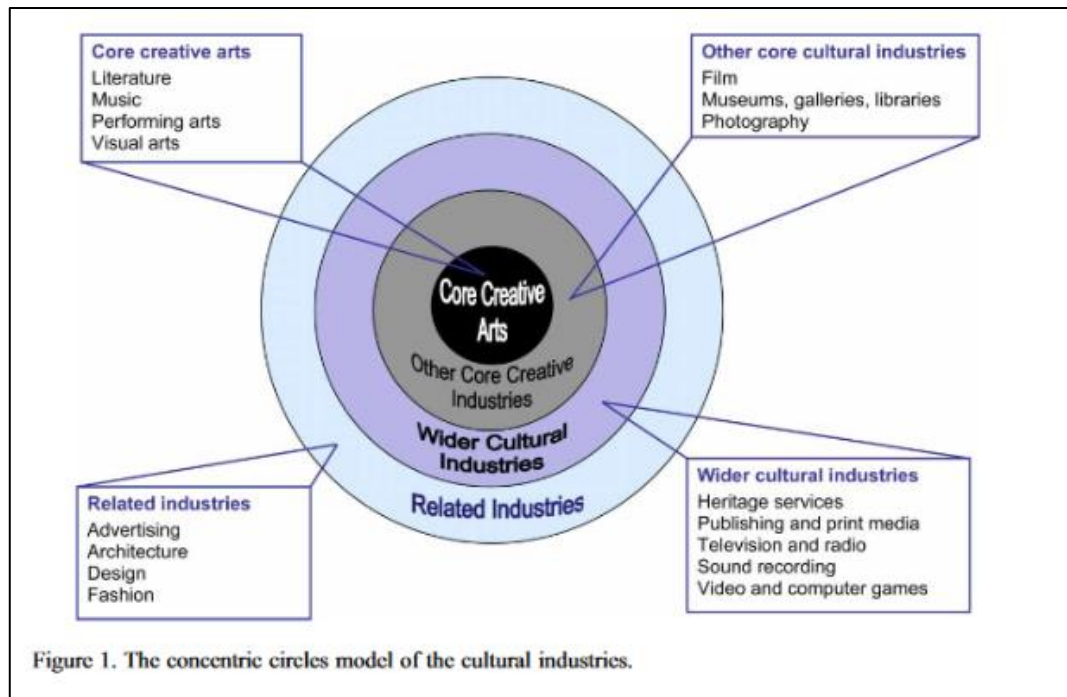 Core creative arts
Literature
Music
Performing arts
Visual arts
Other core cultural industries
Film
Museums, galleries, libraries
Photography
Core Creative
Arts
Other Core Creative
Industries
Wider Cultural
Industries
Related Industries
Related industries
Advertising
Architecture
Design
Fashion
Wider cultural industries
Heritage services
Publishing and print media
Television and radio
Sound recording
Video and computer games
Figure 1. The concentric circles model of the cultural industries.